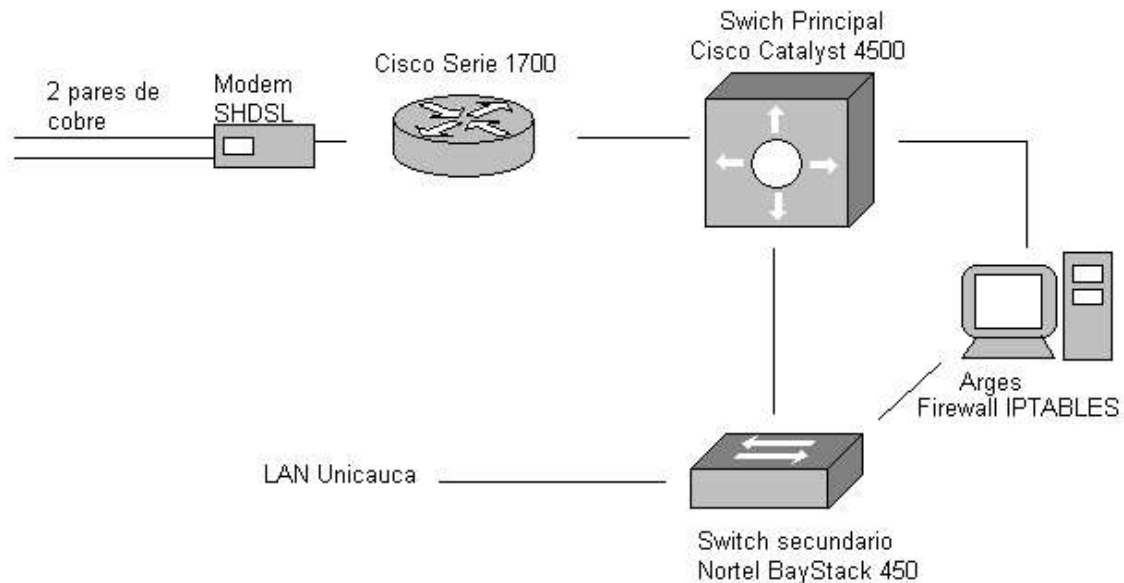 Swich Principal
Cisco Catalyst 4500
Cisco Serie 1700
Modem
SHDSL
2 pares de
cobre
Arges
Firewall IPTABLES
LAN Unicauca
Switch secundario
Nortel BayStack 450